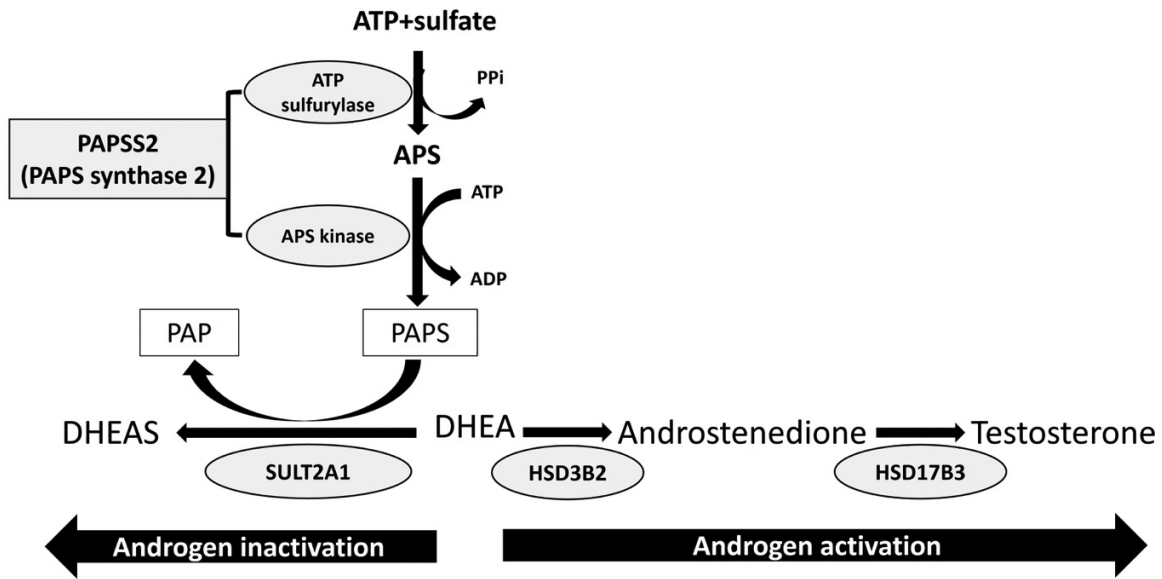 ATP+sulfate
ATP
sulfurylase
PPi
PAPSS2
(PAPS synthase 2)
APS
ATP
APS kinase
ADP
PAP
PAPS
DHEAS
DHEA
Androstenedione
Testosterone
SULT2A1
HSD3B2
HSD17B3
Androgen inactivation
Androgen activation